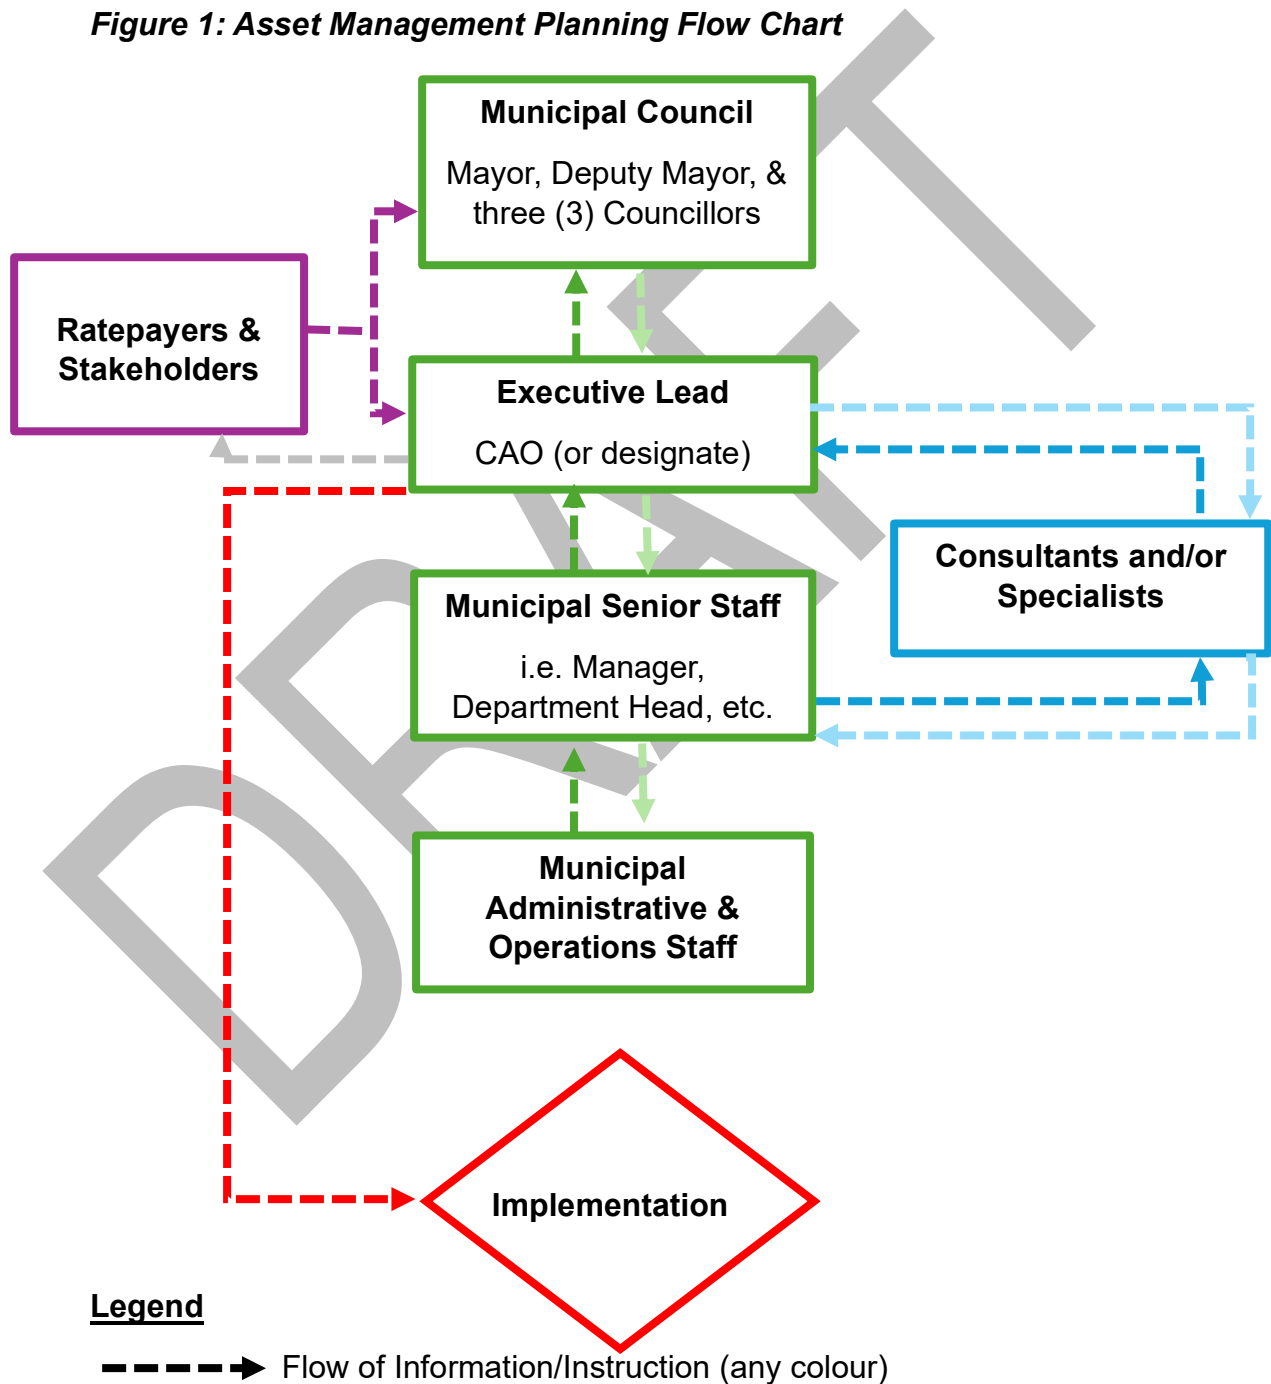 Figure 1: Asset Management Planning Flow Chart
Municipal Council
Mayor, Deputy Mayor, &
three (3) Councillors
Ratepayers &
Stakeholders
Executive Lead
CAO (or designate)
Consultants and/or
Specialists
Municipal Senior Staff
i.e. Manager,
Department Head, etc.
Municipal
Administrative &
Operations Staff
Implementation
Legend
Flow of Information/Instruction (any colour)
DRAFT